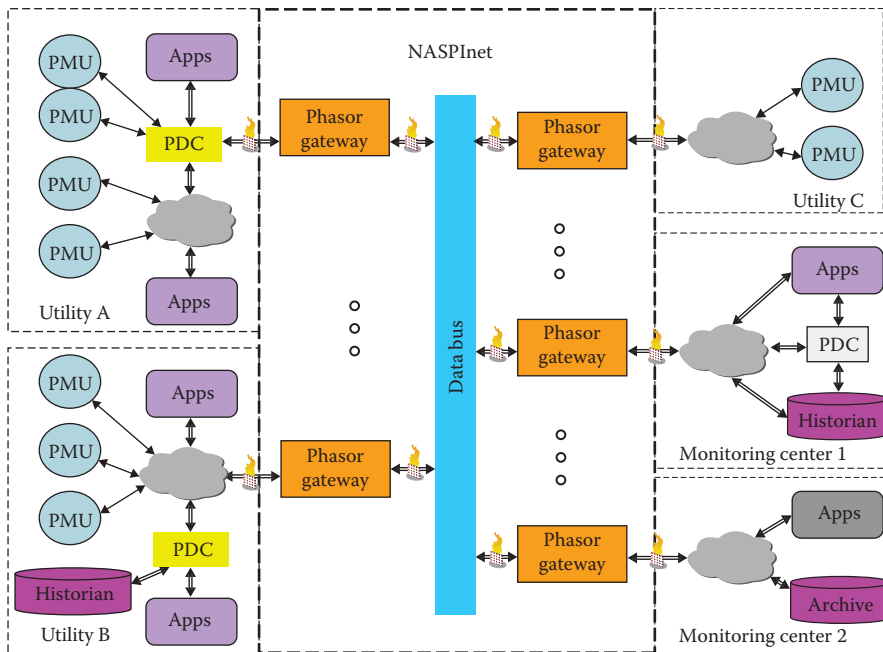 PMU
Apps
PMU
PDC
PMU
PMU
Apps
Utility A
PMU
Apps
PMU
PMU
PDC
Historian
Apps
Utility B
NASPInet
Phasor
gateway
Phasor
gateway
Data bus
Phasor
gateway
Phasor
gateway
Phasor
gateway
PMU
PMU
Utility C
Apps
PDC
Historian
Monitoring center 1
Apps
Archive
Monitoring center 2